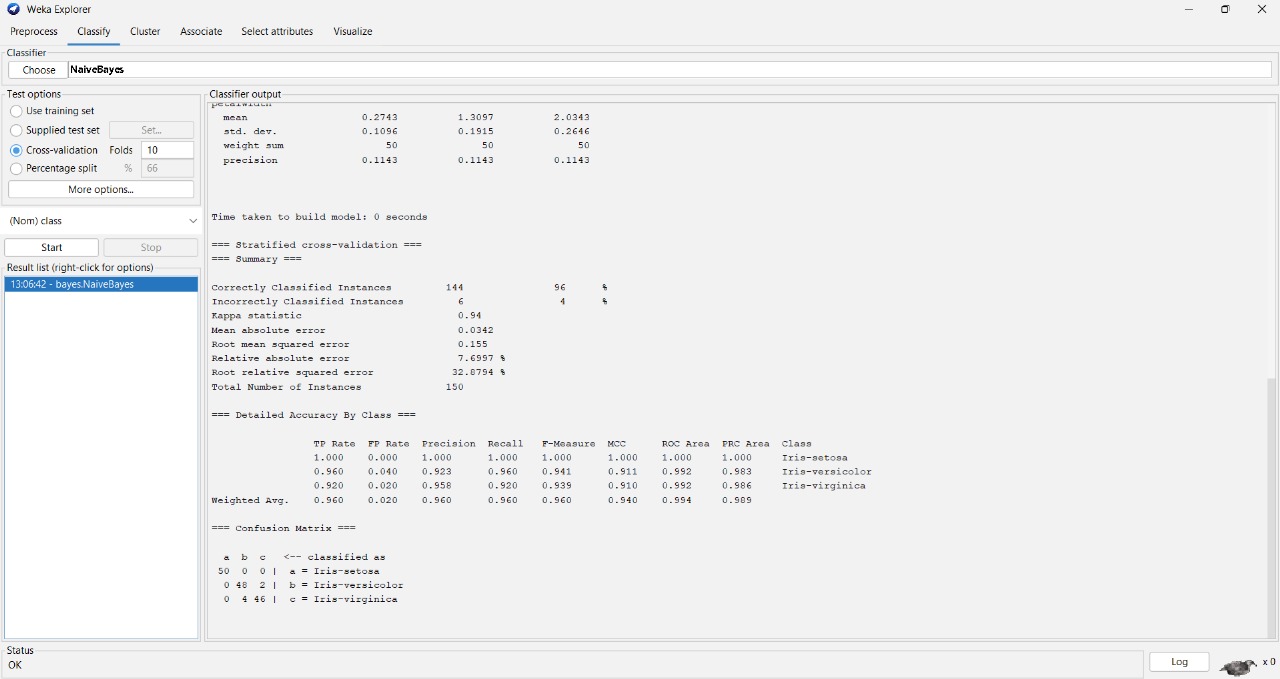 Weka Explorer
Preprocess Classify Cluster Associate Select attributes Visualize
Classifier
Choose NaiveBayes
Test options
Use training set
Supplied test set Set...
Cross-validation Folds 10
Percentage split % 66
More options...
(Nom) class
Start Stop
Result list (right-click for options)
13:06:42 - bayes.NaiveBayes
Classifier output
petalwidth
mean 0.2743 1.3097 2.0343
std. dev. 0.1096 0.1915 0.2646
weight sum 50 50 50
precision 0.1143 0.1143 0.1143
Time taken to build model: 0 seconds
=== Stratified cross-validation ===
=== Summary ===
Correctly Classified Instances 144 96 %
Incorrectly Classified Instances 6 4 %
Kappa statistic 0.94
Mean absolute error 0.0342
Root mean squared error 0.155
Relative absolute error 7.6997 %
Root relative squared error 32.8794 %
Total Number of Instances 150
=== Detailed Accuracy By Class ===
TP Rate FP Rate Precision Recall F-Measure MCC ROC Area PRC Area Class
1.000 0.000 1.000 1.000 1.000 1.000 1.000 1.000 Iris-setosa
0.960 0.040 0.923 0.960 0.941 0.911 0.992 0.983 Iris-versicolor
0.920 0.020 0.958 0.920 0.939 0.910 0.992 0.986 Iris-virginica
Weighted Avg. 0.960 0.020 0.960 0.960 0.960 0.940 0.994 0.989
=== Confusion Matrix ===
a b c <-- classified as
50 0 0 | a = Iris-setosa
0 48 2 | b = Iris-versicolor
0 4 46 | c = Iris-virginica
Status
OK
Log x 0